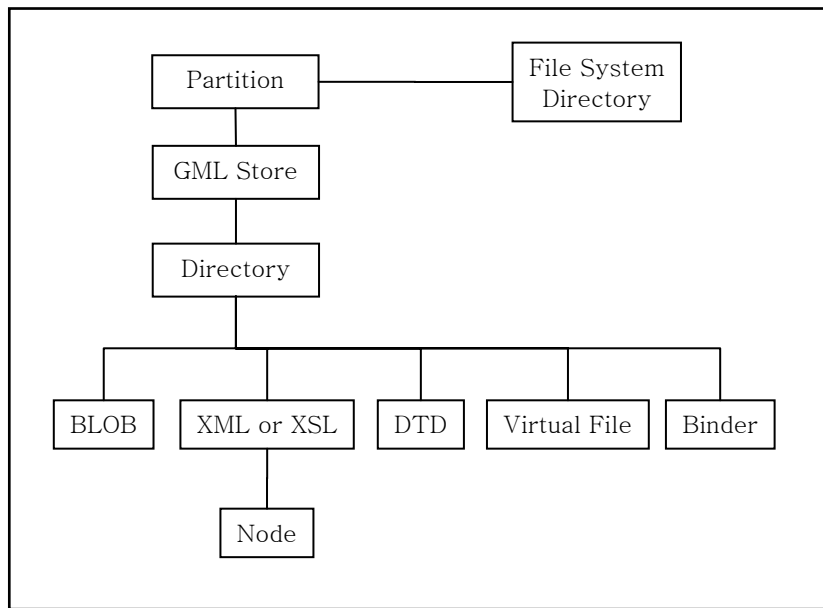 Partition
File System
Directory
GML Store
Directory
BLOB
XML or XSL
DTD
Virtual File
Binder
Node